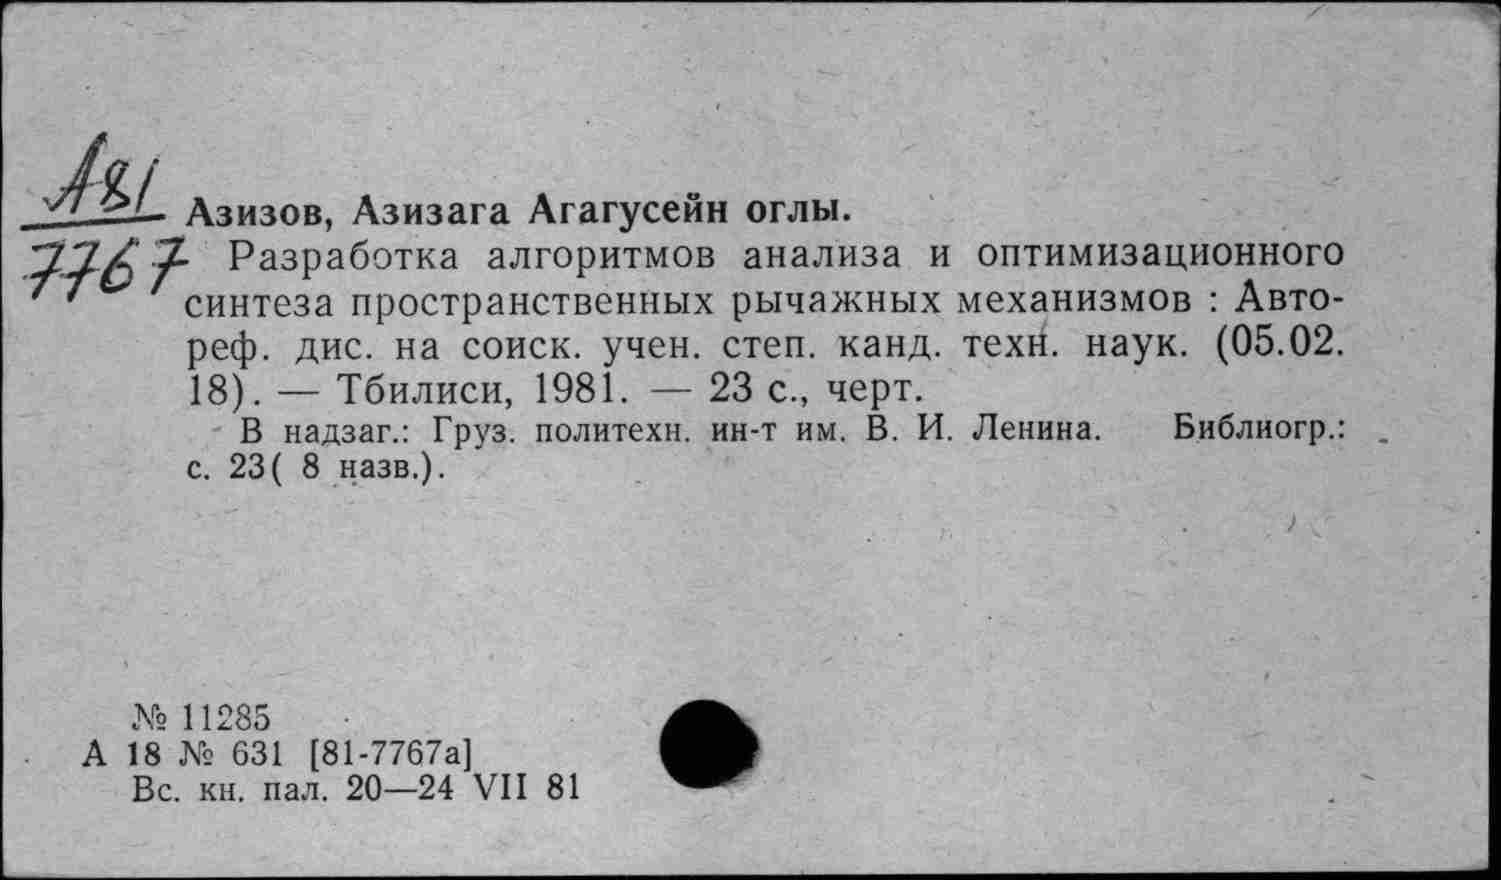 А81
7767
Азизов, Азизага Агагусейн оглы.
Разработка алгоритмов анализа и оптимизационного
синтеза пространственных рычажных механизмов : Авто-
реф. дис. на соиск. учен. степ. канд. техн. наук. (05.02.
18). — Тбилиси, 1981. — 23 с., черт.
В надзаг.: Груз. политехн. ин-т им. В. И. Ленина. Библиогр.:
с. 23( 8 назв.).
№ 11285
А 18 № 631 [81-7767а]
Вс. кн. пал. 20—24 VII 81